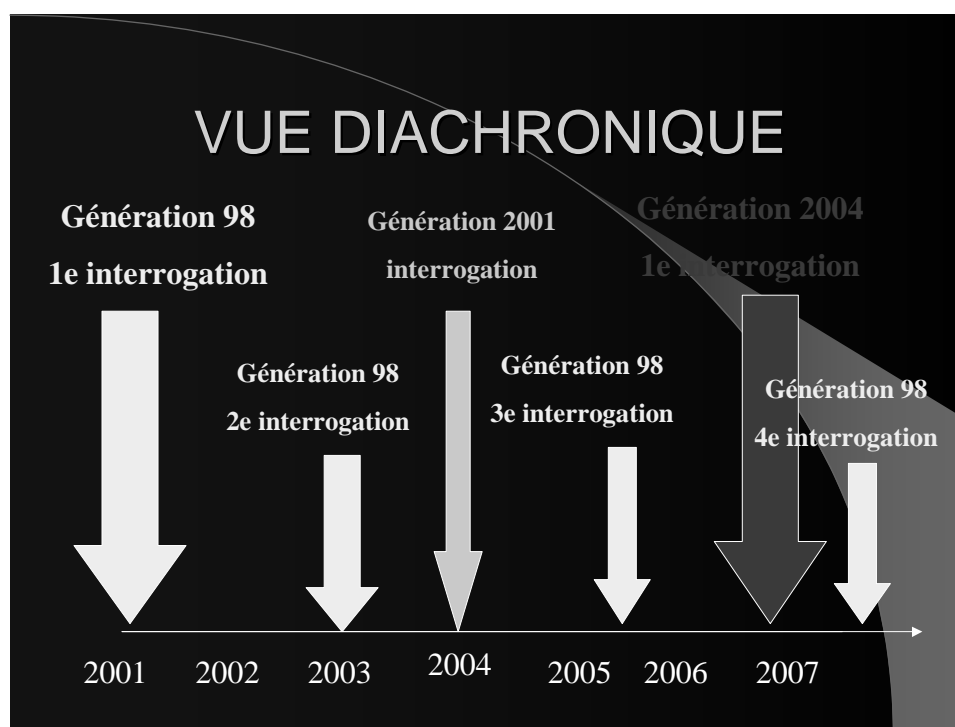 VUE DIACHRONIQUE
Génération 98
1e interrogation
Génération 2001
interrogation
Génération 2004
1e interrogation
Génération 98
2e interrogation
Génération 98
3e interrogation
Génération 98
4e interrogation
2001 2002 2003 2004 2005 2006 2007